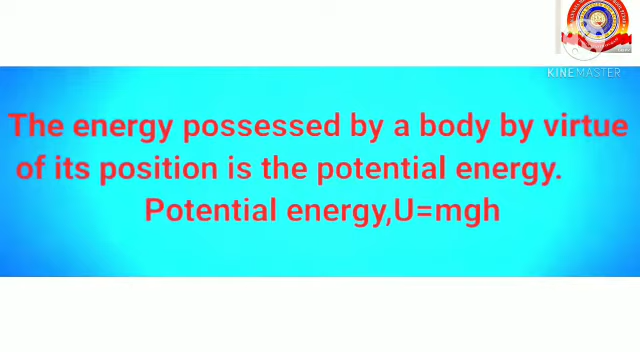 KINEMASTER
The energy possessed by a body by virtue
of its position is the potential energy.
Potential energy,U=mgh